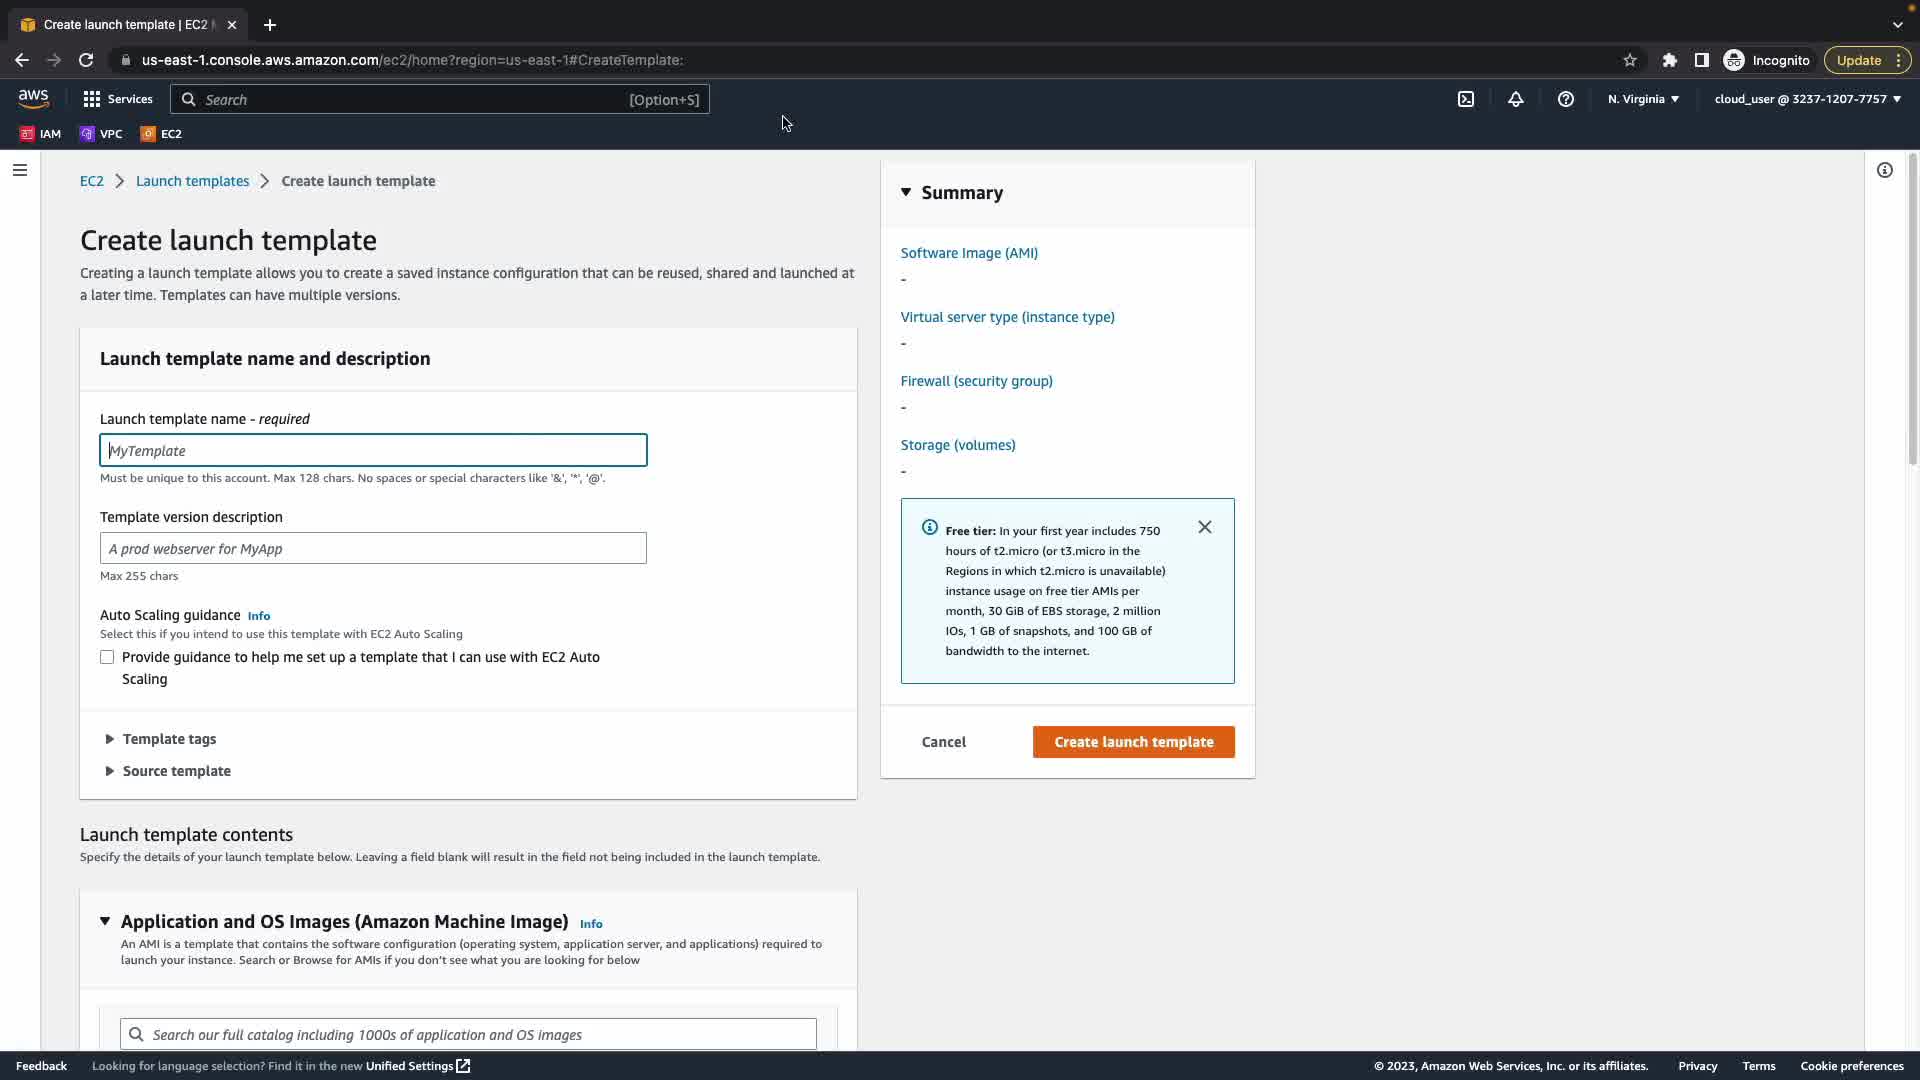 Create launch template | EC2
us-east-1.console.aws.amazon.com/ec2/home?region=us-east-1#CreateTemplate:
Incognito
Update
aws
Services
Search
[Option+S]
N. Virginia
cloud_user @ 3237-1207-7757
IAM
VPC
EC2
EC2 > Launch templates > Create launch template
Create launch template
Creating a launch template allows you to create a saved instance configuration that can be reused, shared and launched at
a later time. Templates can have multiple versions.
Launch template name and description
Launch template name - required
MyTemplate
Must be unique to this account. Max 128 chars. No spaces or special characters like '&', '*', '@'.
Template version description
A prod webserver for MyApp
Max 255 chars
Auto Scaling guidance Info
Select this if you intend to use this template with EC2 Auto Scaling
Provide guidance to help me set up a template that I can use with EC2 Auto
Scaling
Template tags
Source template
Launch template contents
Specify the details of your launch template below. Leaving a field blank will result in the field not being included in the launch template.
Application and OS Images (Amazon Machine Image) Info
An AMI is a template that contains the software configuration (operating system, application server, and applications) required to
launch your instance. Search or Browse for AMIs if you don't see what you are looking for below
Search our full catalog including 1000s of application and OS images
Summary
Software Image (AMI)
-
Virtual server type (instance type)
-
Firewall (security group)
-
Storage (volumes)
-
Free tier: In your first year includes 750
hours of t2.micro (or t3.micro in the
Regions in which t2.micro is unavailable)
instance usage on free tier AMIs per
month, 30 GiB of EBS storage, 2 million
IOs, 1 GB of snapshots, and 100 GB of
bandwidth to the internet.
Cancel
Create launch template
Feedback
Looking for language selection? Find it in the new Unified Settings
© 2023, Amazon Web Services, Inc. or its affiliates.
Privacy
Terms
Cookie preferences